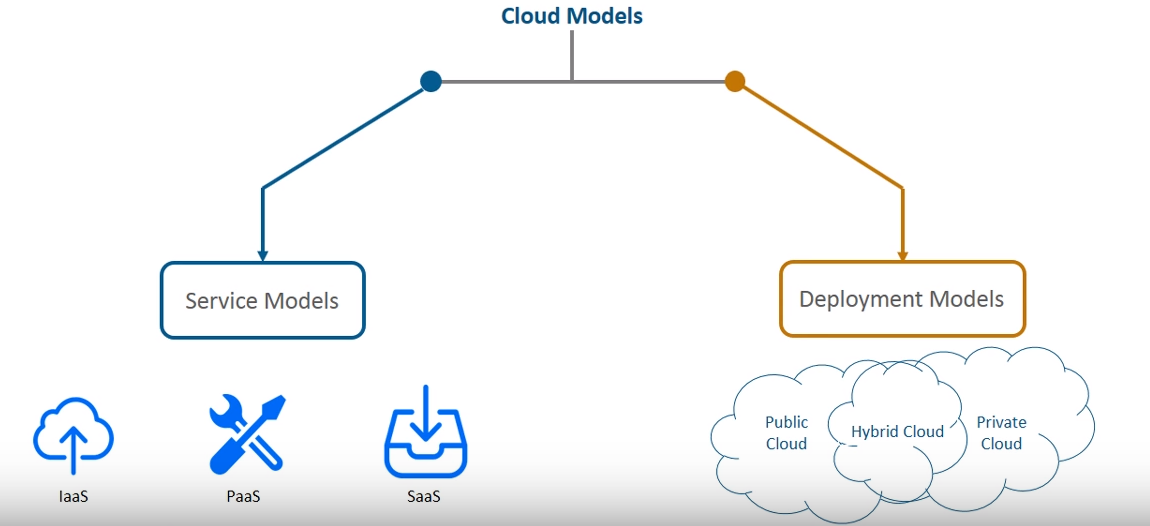 Cloud Models
Service Models
Deployment Models
IaaS
PaaS
SaaS
Public
Cloud
Hybrid Cloud
Private
Cloud